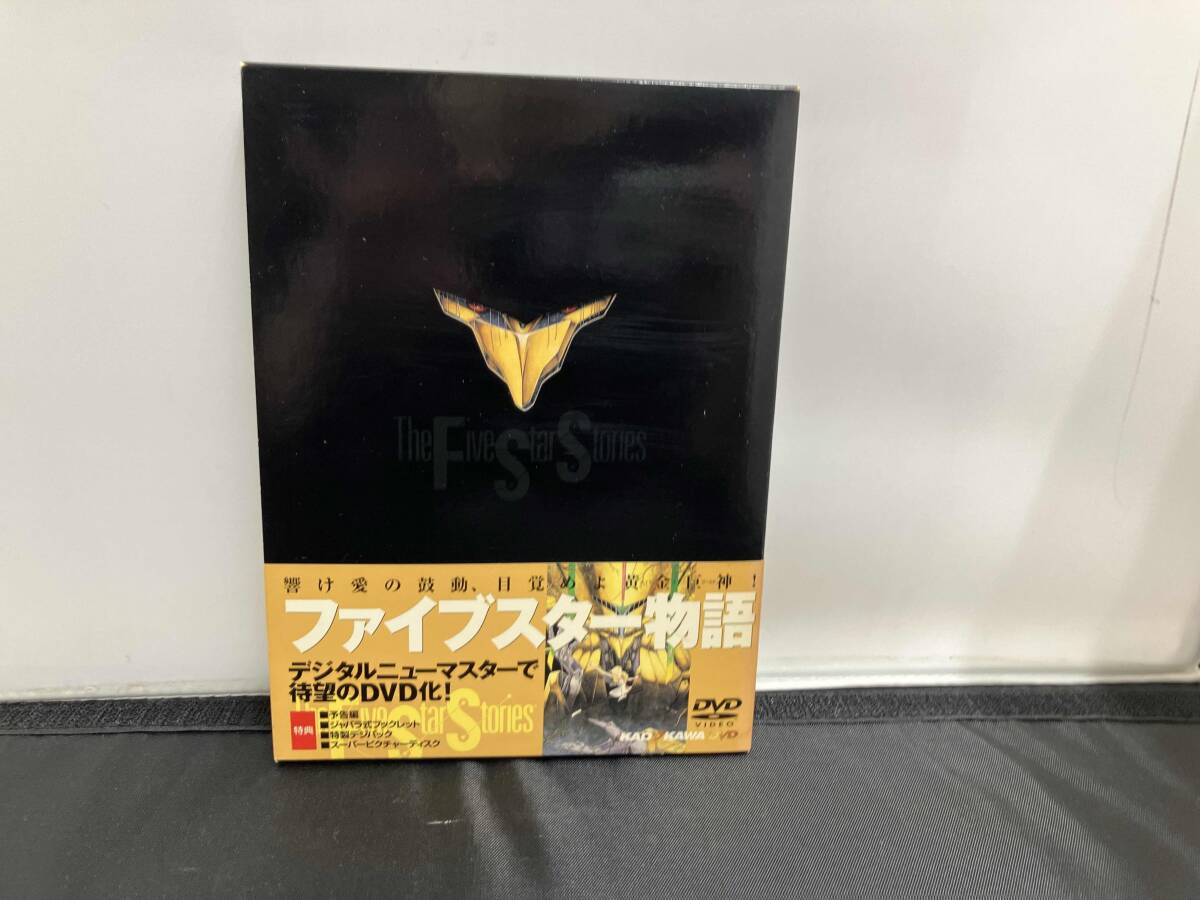 The Five Star Stories
響け愛の鼓動、目覚めよ黄金巨神!
ファイブスター物語
デジタルニューマスターで
待望のDVD化!
The Five Star Stories
特典
■予告編
■ジャバラ式ブックレット
■特製デジパック
■スーパーピクチャーディスク
DVD
VIDEO
KADOKAWA DVD